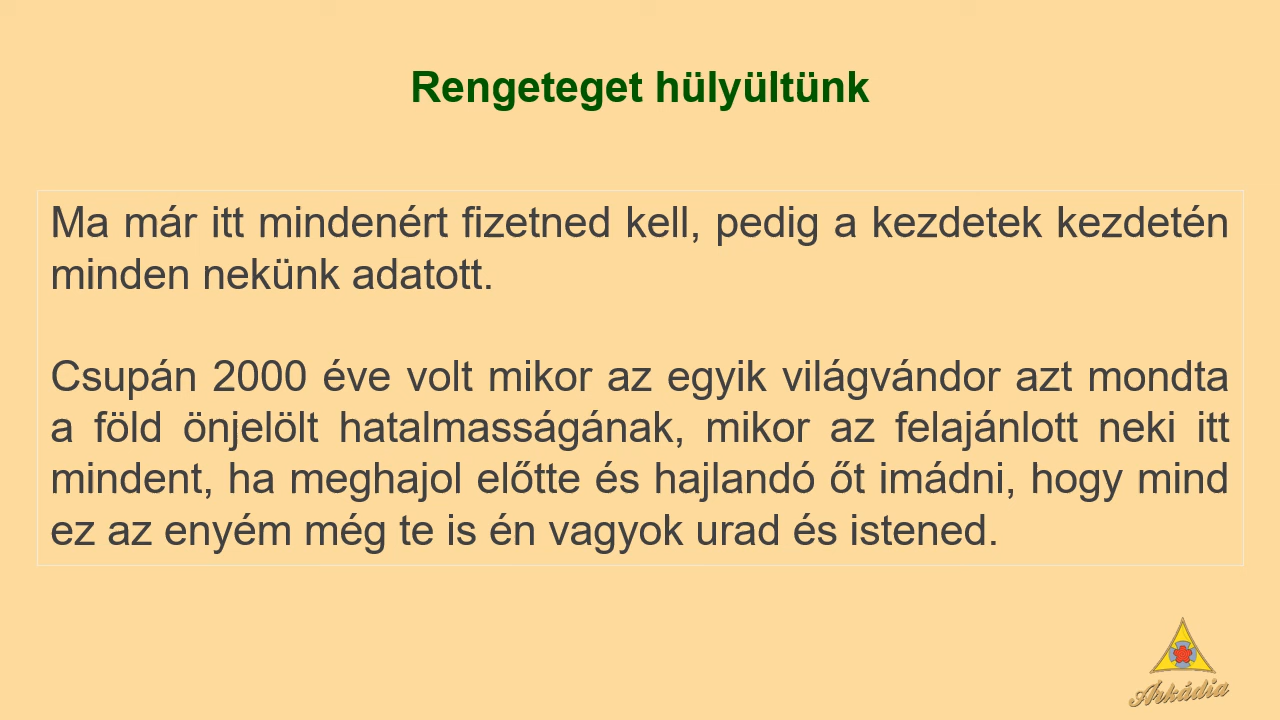 Rengeteget hülyültünk
Ma már itt mindenért fizetned kell, pedig a kezdetek kezdetén
minden nekünk adatott.
Csupán 2000 éve volt mikor az egyik világvándor azt mondta
a föld önjelölt hatalmasságának, mikor az felajánlott neki itt
mindent, ha meghajol előtte és hajlandó őt imádni, hogy mind
ez az enyém még te is én vagyok urad és istened.
Arkádia